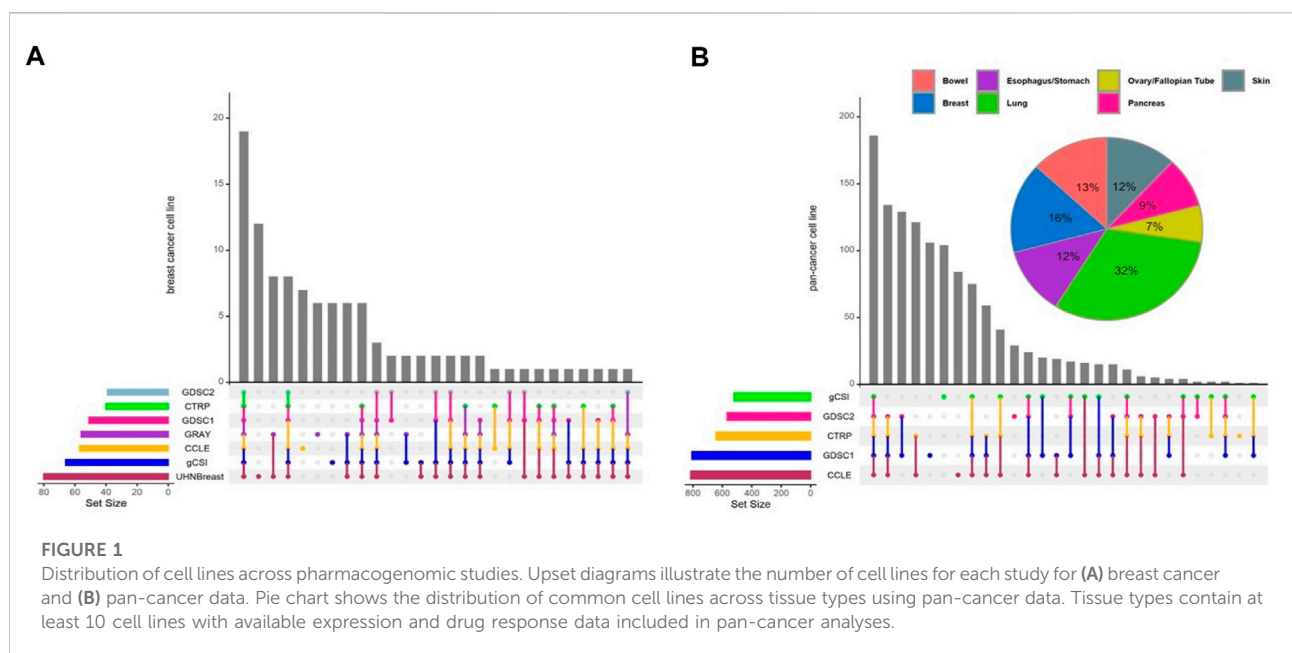 A
20
15
10
5
0
breast cancer cell line
GDSC2
CTRP
GDSC1
GRAY
CCLE
gCSI
UHNBreast
80 60 40 20 0
Set Size
B
Bowel Esophagus/Stomach Ovary/Fallopian Tube Skin
Breast Lung Pancreas
200
150
100
50
0
pan-cancer cell line
13% 12%
9%
16%
7%
12%
32%
gCSI
GDSC2
CTRP
GDSC1
CCLE
800 600 400 200 0
Set Size
FIGURE 1
Distribution of cell lines across pharmacogenomic studies. Upset diagrams illustrate the number of cell lines for each study for (A) breast cancer
and (B) pan-cancer data. Pie chart shows the distribution of common cell lines across tissue types using pan-cancer data. Tissue types contain at
least 10 cell lines with available expression and drug response data included in pan-cancer analyses.